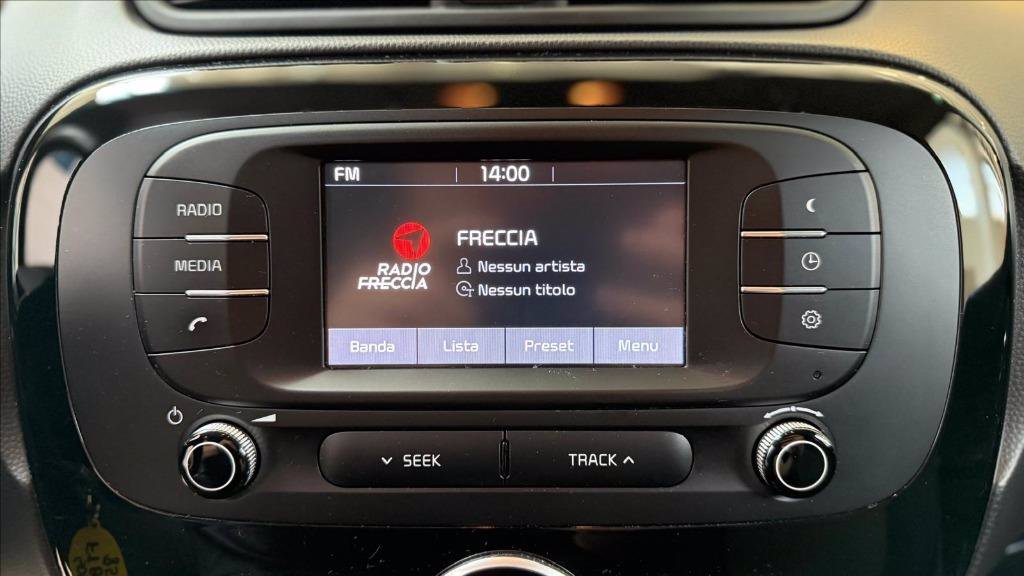 FM 14:00
RADIO
MEDIA
FRECCIA
Nessun artista
Nessun titolo
RADIO
FRECCIA
Banda Lista Preset Menu
SEEK TRACK